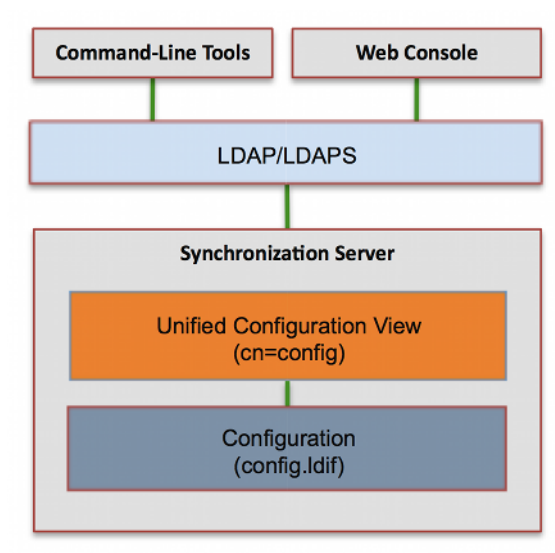 Command-Line Tools
Web Console
LDAP/LDAPS
Synchronization Server
Unified Configuration View
(cn=config)
Configuration
(config.ldif)